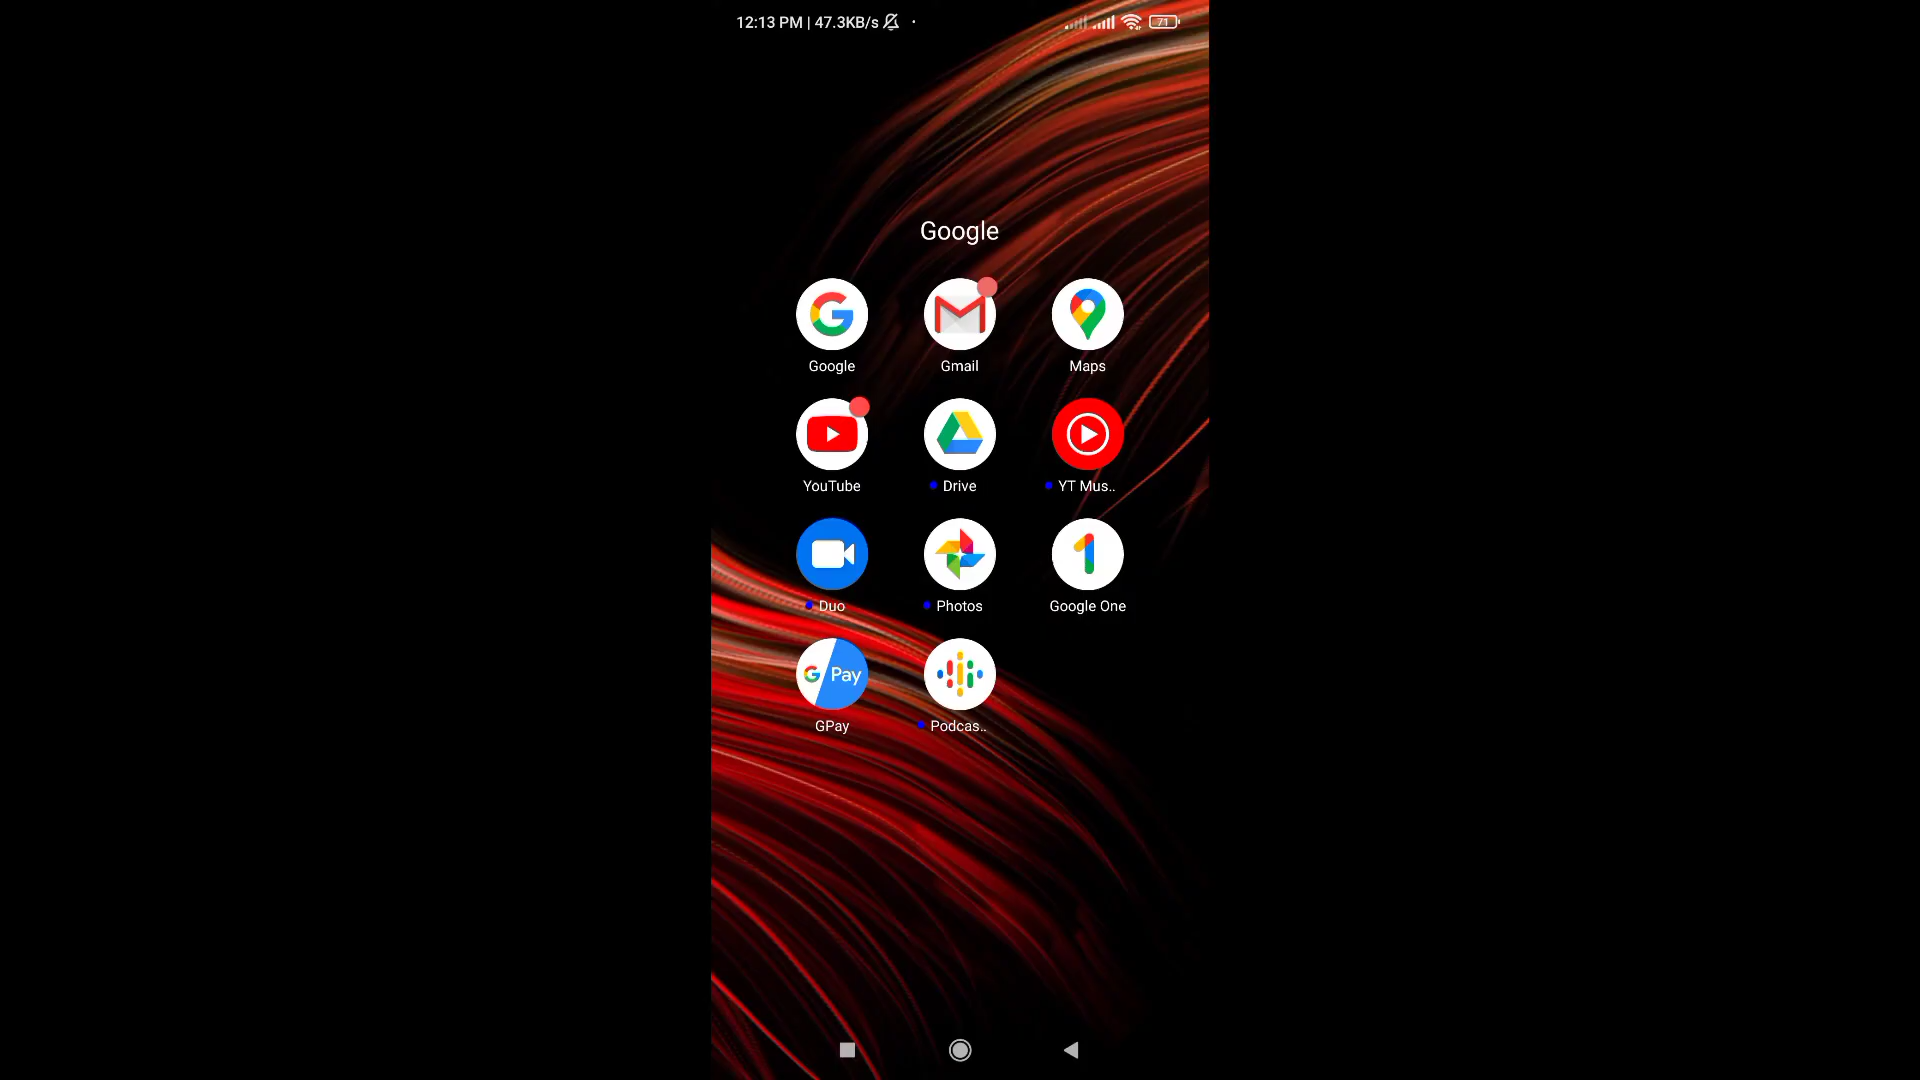 12:13 PM | 47.3KB/s
71
Google
Google Gmail Maps
YouTube Drive YT Mus..
Duo Photos Google One
G Pay
GPay Podcas..